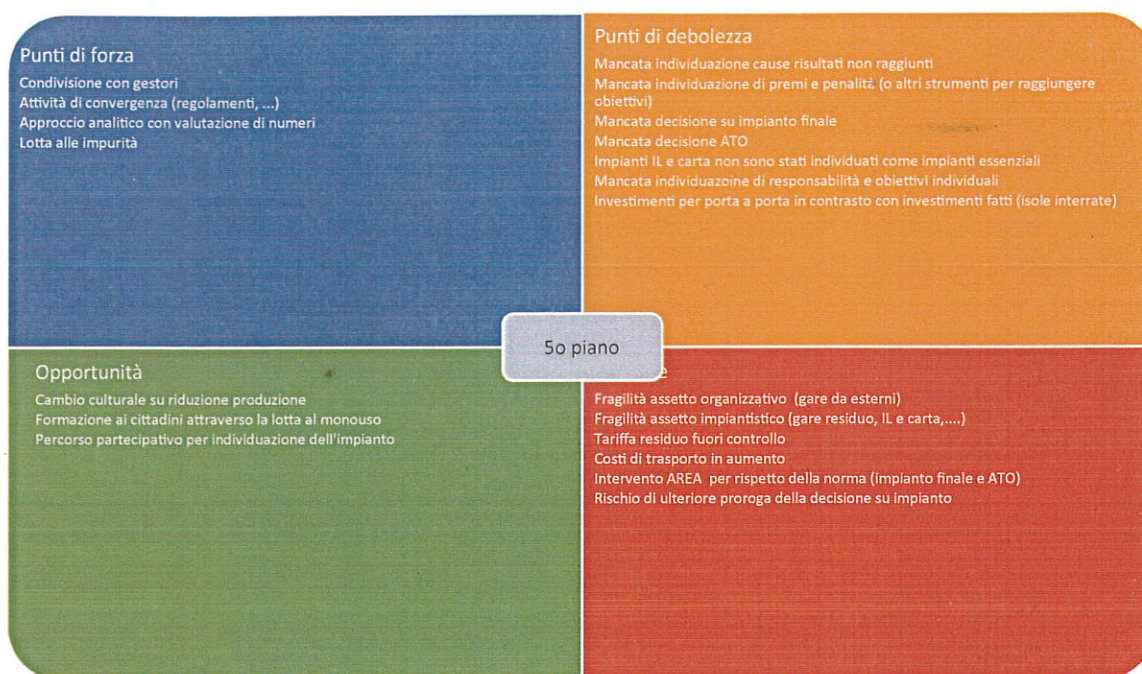 Punti di forza
Condivisione con gestori
Attività di convergenza (regolamenti, ...)
Approccio analitico con valutazione di numeri
Lotta alle impurità
Punti di debolezza
Mancata individuazione cause risultati non raggiunti
Mancata individuazione di premi e penalità (o altri strumenti per raggiungere
obiettivi)
Mancata decisione su impianto finale
Mancata decisione ATO
Impianti IL e carta non sono stati individuati come impianti essenziali
Mancata individuazoine di responsabilità e obiettivi individuali
Investimenti per porta a porta in contrasto con investimenti fatti (isole interrate)
5o piano
Opportunità
Cambio culturale su riduzione produzione
Formazione ai cittadini attraverso la lotta al monouso
Percorso partecipativo per individuazione dell'impianto
e
Fragilità assetto organizzativo (gare da esterni)
Fragilità assetto impiantistico (gare residuo, IL e carta,....)
Tariffa residuo fuori controllo
Costi di trasporto in aumento
Intervento AREA per rispetto della norma (impianto finale e ATO)
Rischio di ulteriore proroga della decisione su impianto